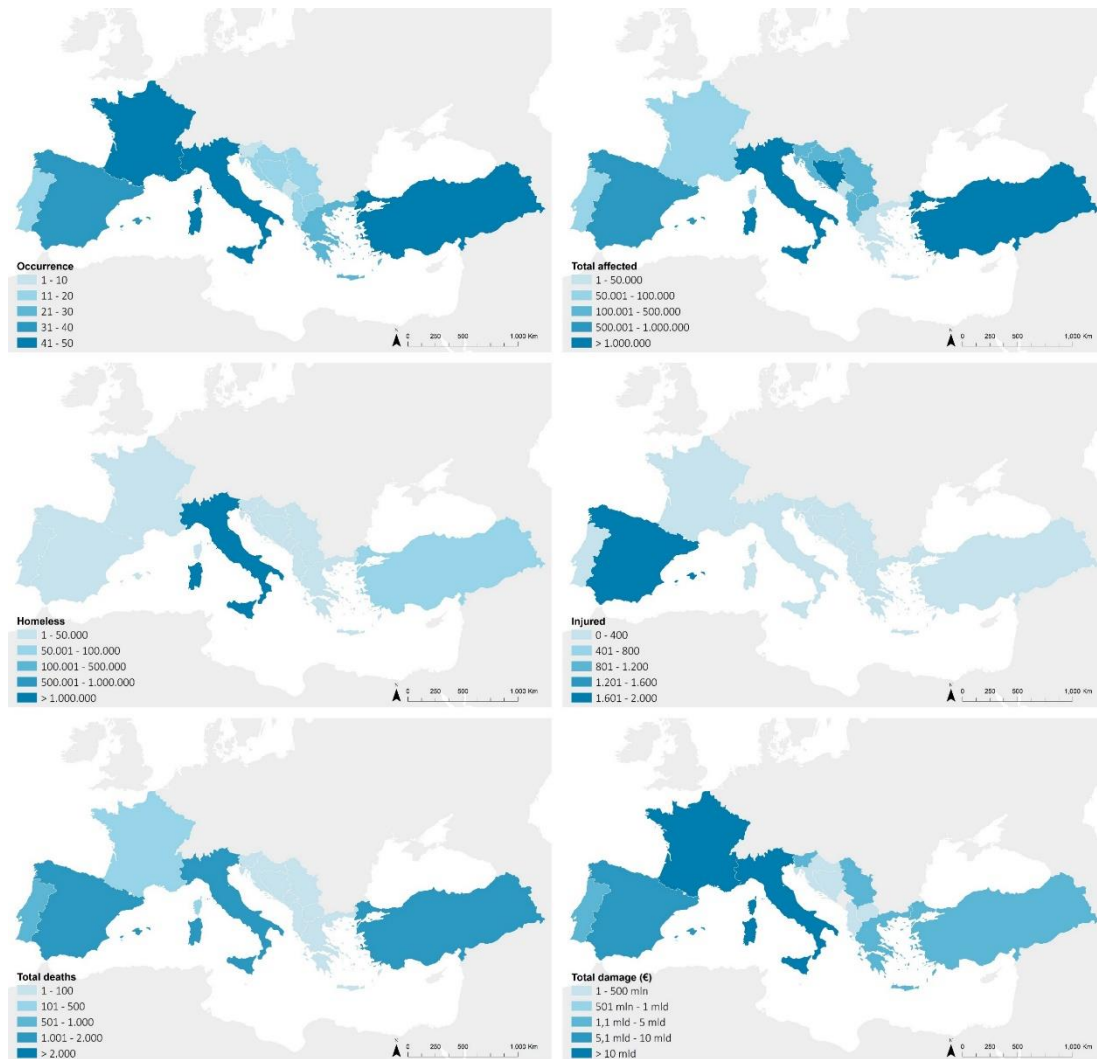 Occurrence
1 - 10
11 - 20
21 - 30
31 - 40
41 - 50
N
0 250 500 1.000 Km
Total affected
1 - 50.000
50.001 - 100.000
100.001 - 500.000
500.001 - 1.000.000
> 1.000.000
N
0 250 500 1.000 Km
Homeless
1 - 50.000
50.001 - 100.000
100.001 - 500.000
500.001 - 1.000.000
> 1.000.000
N
0 250 500 1.000 Km
Injured
0 - 400
401 - 800
801 - 1.200
1.201 - 1.600
1.601 - 2.000
N
0 250 500 1.000 Km
Total deaths
1 - 100
101 - 500
501 - 1.000
1.001 - 2.000
> 2.000
N
0 250 500 1.000 Km
Total damage (€)
1 - 500 mln
501 mln - 1 mld
1,1 mld - 5 mld
5,1 mld - 10 mld
> 10 mld
N
0 250 500 1.000 Km